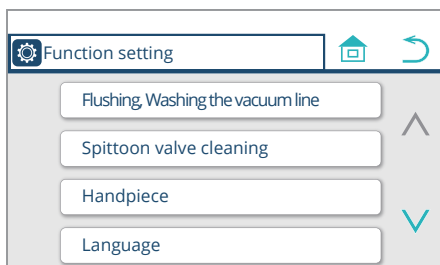 Function setting
Flushing, Washing the vacuum line
Spittoon valve cleaning
Handpiece
Language